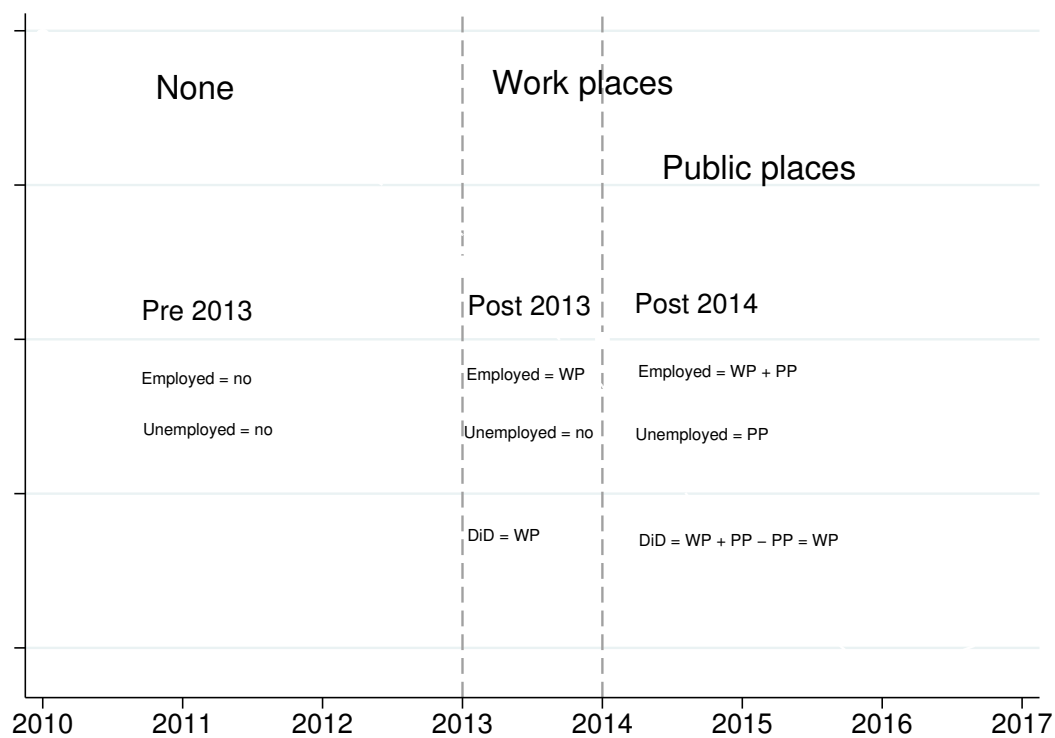 None
Work places
Public places
Pre 2013
Post 2013
Post 2014
Employed = no
Employed = WP
Employed = WP + PP
Unemployed = no
Unemployed = no
Unemployed = PP
DiD = WP
DiD = WP + PP − PP = WP
2010 2011 2012 2013 2014 2015 2016 2017